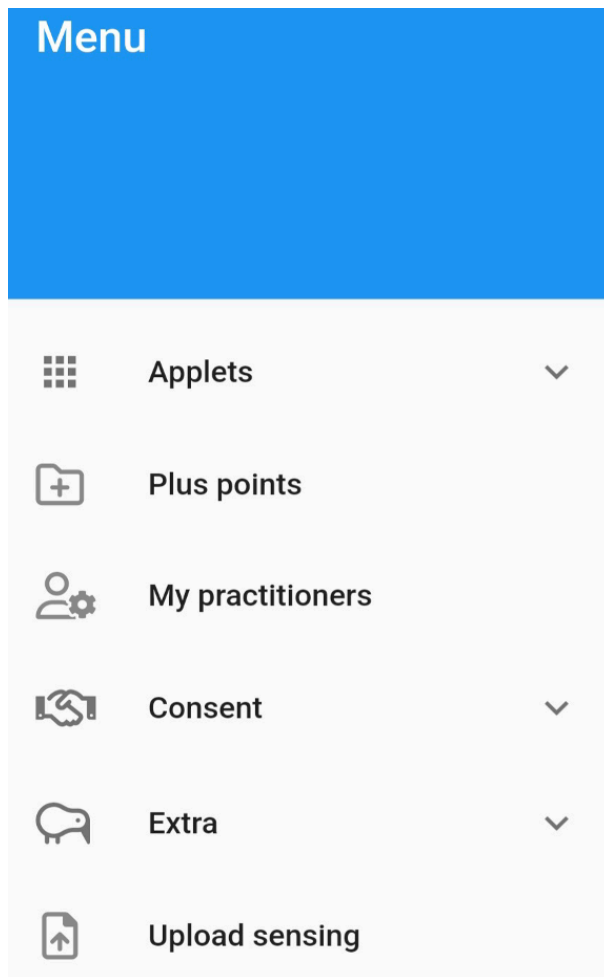 Menu
Applets
Plus points
My practitioners
Consent
Extra
Upload sensing